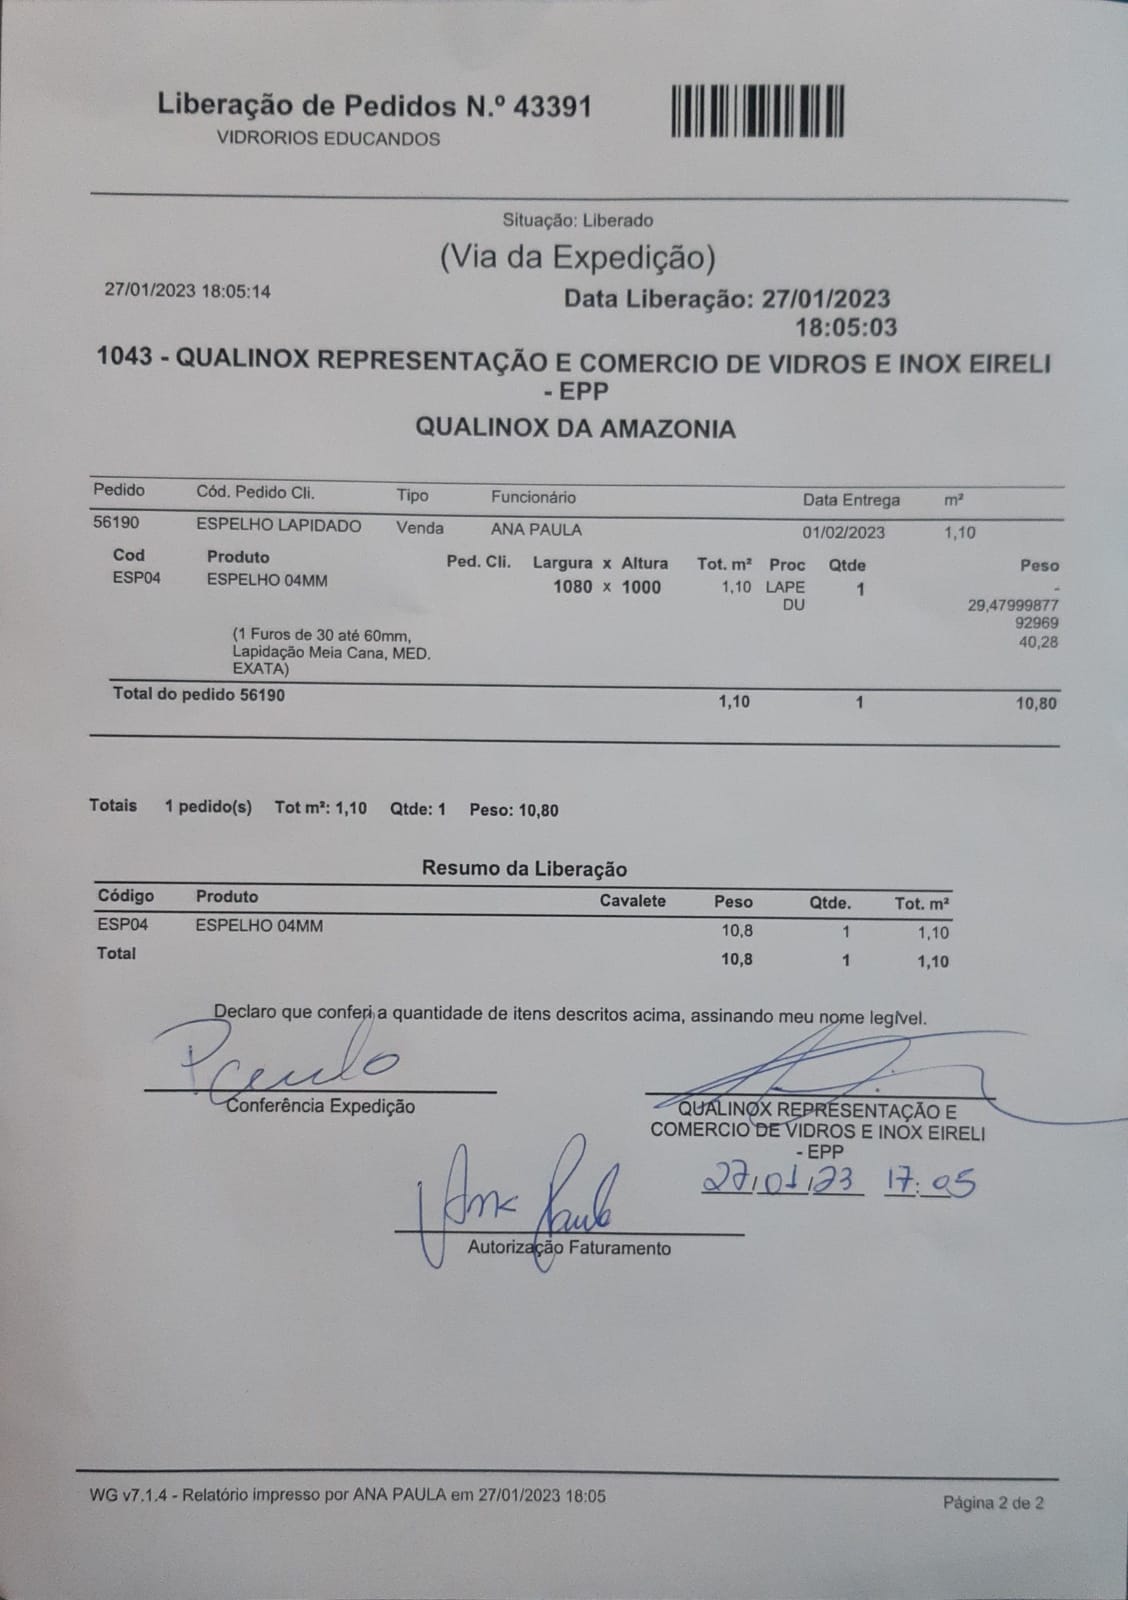 Liberação de Pedidos N.º 43391
VIDRORIOS EDUCANDOS
Situação: Liberado
(Via da Expedição)
27/01/2023 18:05:14
Data Liberação: 27/01/2023
18:05:03
1043 - QUALINOX REPRESENTAÇÃO E COMERCIO DE VIDROS E INOX EIRELI
- EPP
QUALINOX DA AMAZONIA
Pedido Cód. Pedido Cli. Tipo Funcionário Data Entrega m²
56190 ESPELHO LAPIDADO Venda ANA PAULA 01/02/2023 1,10
Cod Produto Ped. Cli. Largura x Altura Tot. m² Proc Qtde Peso
ESP04 ESPELHO 04MM 1080 x 1000 1,10 LAPE 1 -
DU 29,47999877
92969
(1 Furos de 30 até 60mm, 40,28
Lapidação Meia Cana, MED.
EXATA)
Total do pedido 56190 1,10 1 10,80
Totais 1 pedido(s) Tot m²: 1,10 Qtde: 1 Peso: 10,80
Resumo da Liberação
Código Produto Cavalete Peso Qtde. Tot. m²
ESP04 ESPELHO 04MM 10,8 1 1,10
Total 10,8 1 1,10
Declaro que conferi a quantidade de itens descritos acima, assinando meu nome legível.
Paulo
Conferência Expedição
QUALINOX REPRESENTAÇÃO E
COMERCIO DE VIDROS E INOX EIRELI
- EPP
27/01/23 17:05
Ana Paula
Autorização Faturamento
WG v7.1.4 - Relatório impresso por ANA PAULA em 27/01/2023 18:05
Página 2 de 2